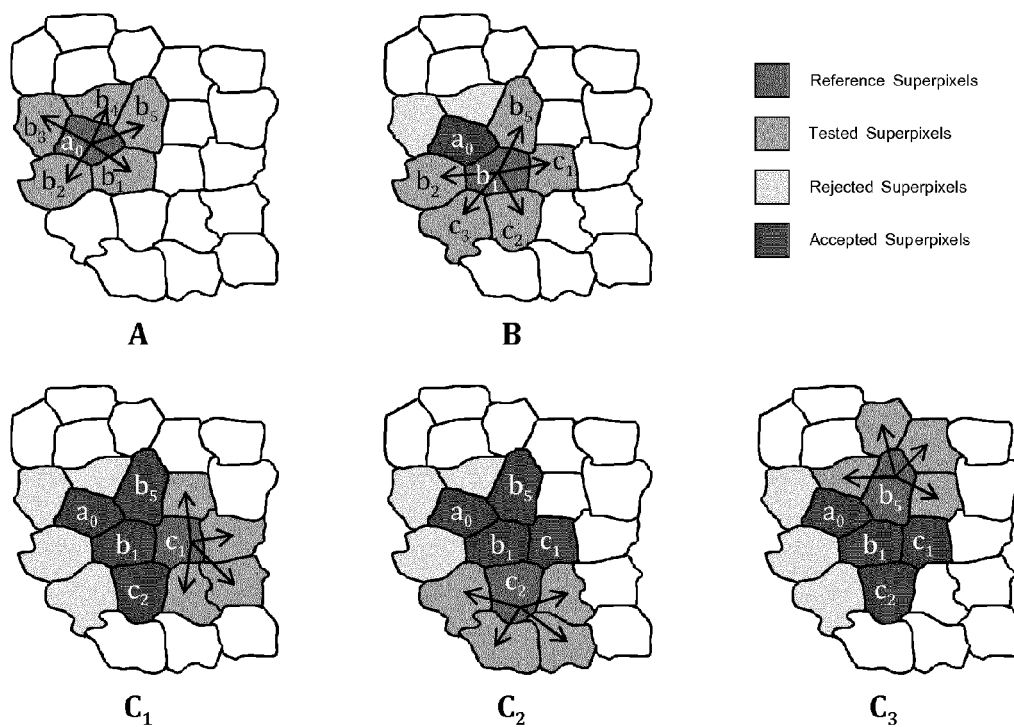 b₄
b₃
b₅
a₀
b₂
b₁
A
b₅
a₀
c₁
b₁
b₂
c₃
c₂
B
Reference Superpixels
Tested Superpixels
Rejected Superpixels
Accepted Superpixels
b₅
a₀
b₁
c₁
c₂
C₁
b₅
a₀
b₁
c₁
c₂
C₂
b₅
a₀
b₁
c₁
c₂
C₃